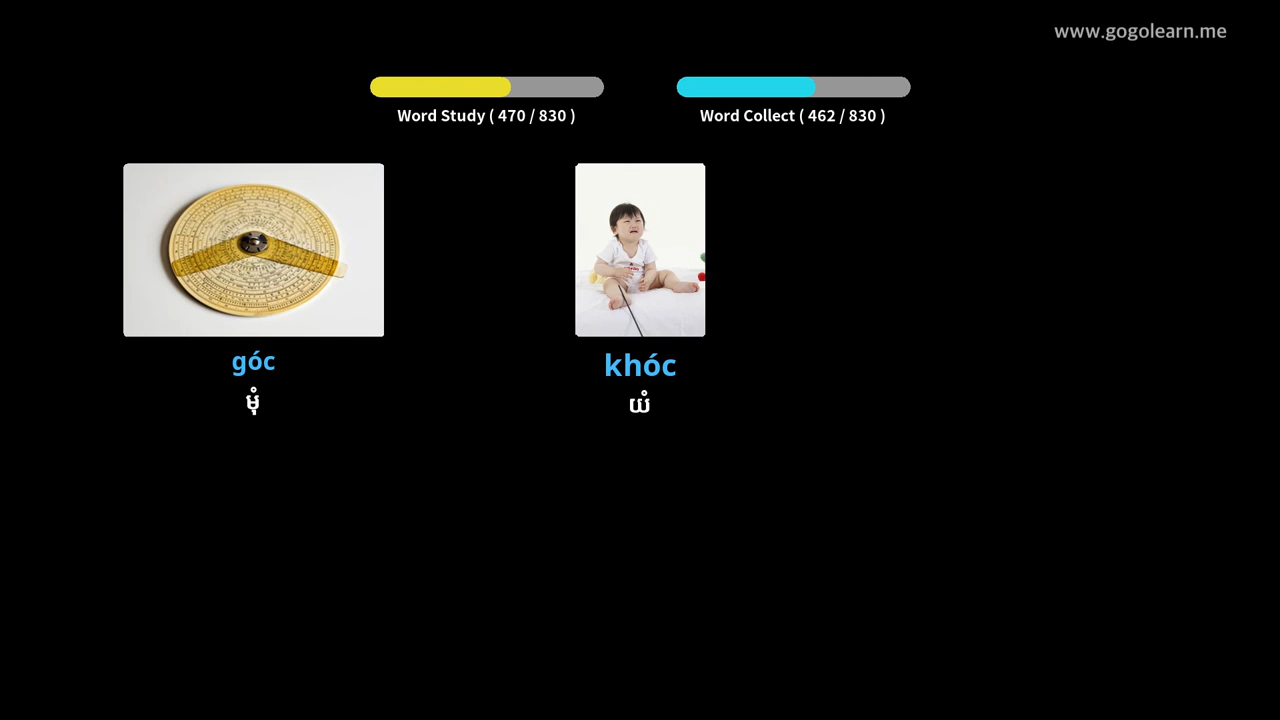 www.gogolearn.me
Word Study ( 470 / 830 )
Word Collect ( 462 / 830 )
góc
មុំ
khóc
យំ